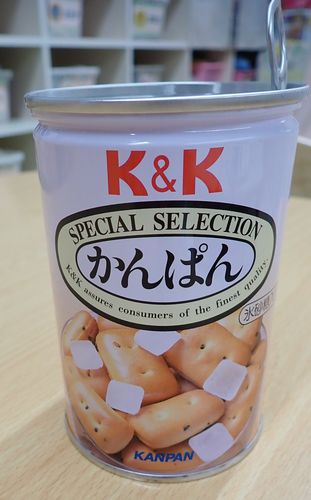 K&K
SPECIAL SELECTION
かんぱん
K&K assures consumers of the finest quality.
氷砂糖
KANPAN